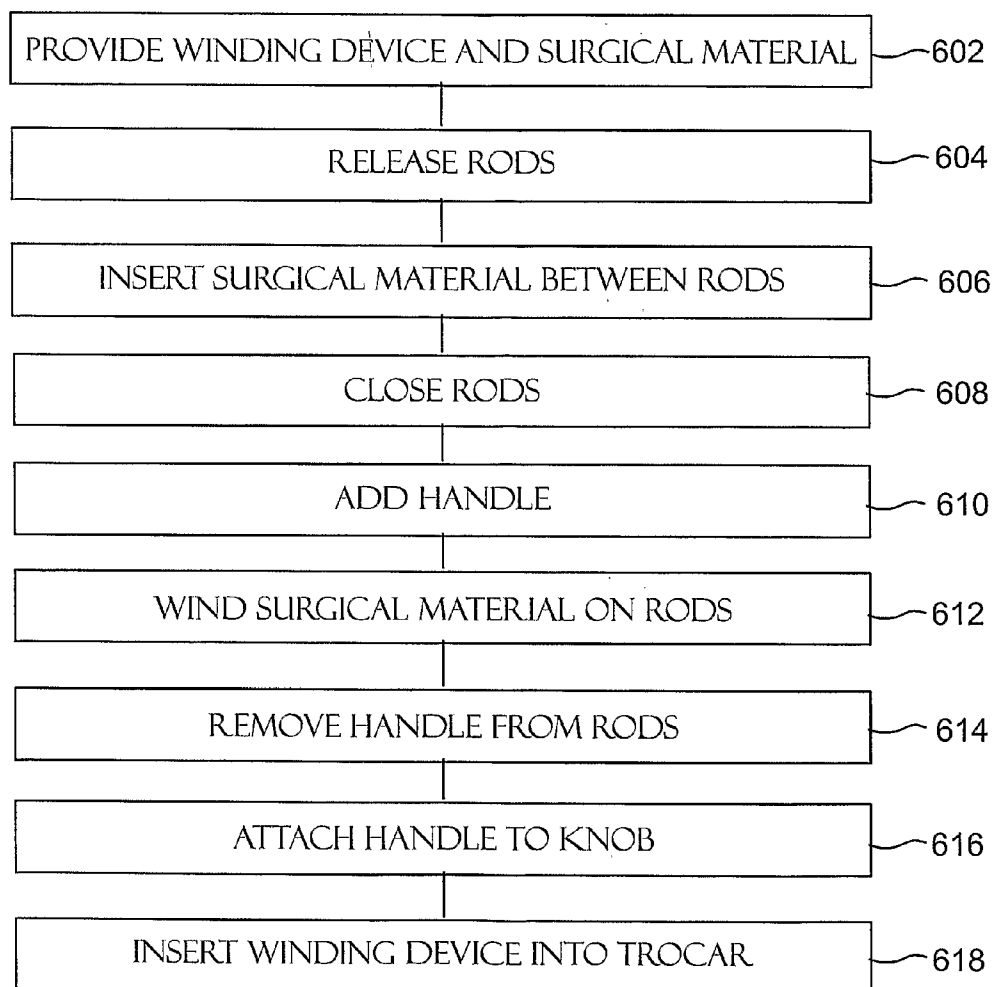 PROVIDE WINDING DEVICE AND SURGICAL MATERIAL 602
RELEASE RODS 604
INSERT SURGICAL MATERIAL BETWEEN RODS 606
CLOSE RODS 608
ADD HANDLE 610
WIND SURGICAL MATERIAL ON RODS 612
REMOVE HANDLE FROM RODS 614
ATTACH HANDLE TO KNOB 616
INSERT WINDING DEVICE INTO TROCAR 618